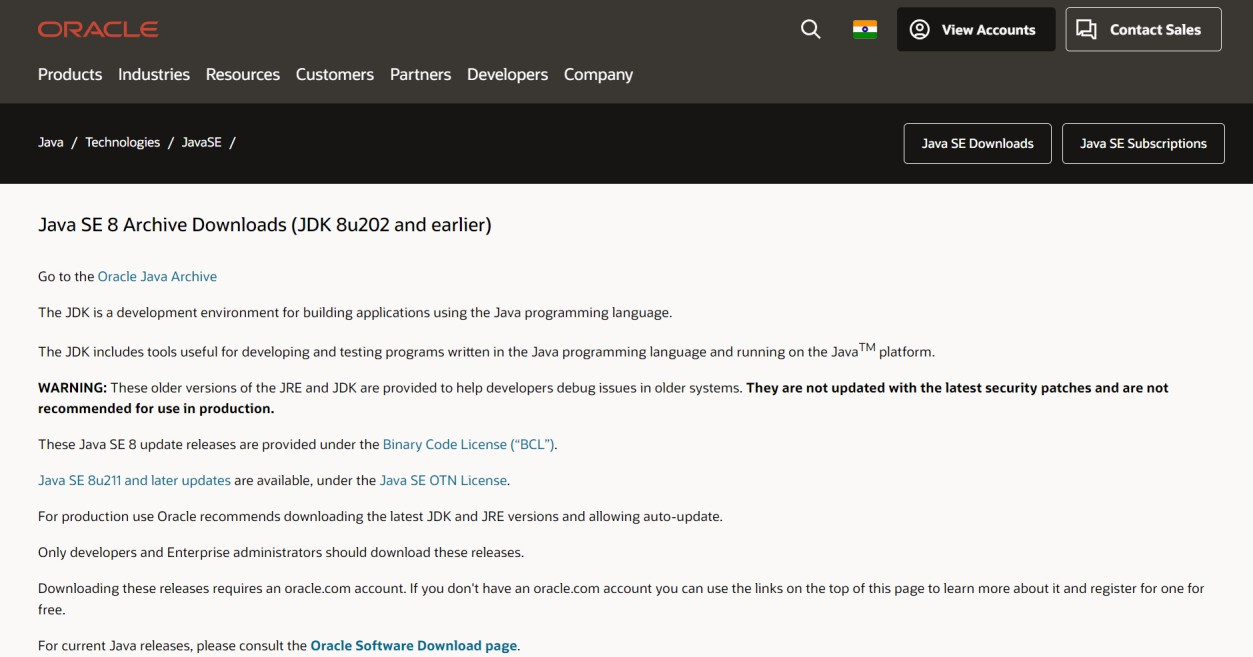 ORACLE
View Accounts
Contact Sales
Products Industries Resources Customers Partners Developers Company
Java / Technologies / JavaSE /
Java SE Downloads
Java SE Subscriptions
Java SE 8 Archive Downloads (JDK 8u202 and earlier)
Go to the Oracle Java Archive
The JDK is a development environment for building applications using the Java programming language.
The JDK includes tools useful for developing and testing programs written in the Java programming language and running on the Java™ platform.
WARNING: These older versions of the JRE and JDK are provided to help developers debug issues in older systems. They are not updated with the latest security patches and are not
recommended for use in production.
These Java SE 8 update releases are provided under the Binary Code License (“BCL”).
Java SE 8u211 and later updates are available, under the Java SE OTN License.
For production use Oracle recommends downloading the latest JDK and JRE versions and allowing auto-update.
Only developers and Enterprise administrators should download these releases.
Downloading these releases requires an oracle.com account. If you don't have an oracle.com account you can use the links on the top of this page to learn more about it and register for one for
free.
For current Java releases, please consult the Oracle Software Download page.